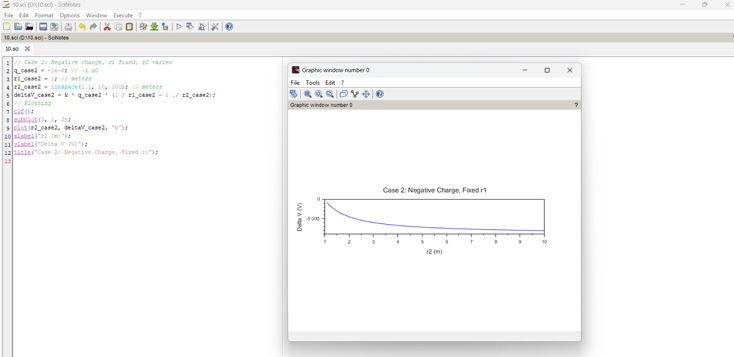 10.sci (D:\10.sci) - SciNotes
File Edit Format Options Window Execute ?
10.sci (D:\10.sci) - SciNotes
10.sci
1 // Case 2: Negative charge, r1 fixed, r2 varies
2 q_case2 = -1e-6; // -1 µC
3 r1_case2 = 1; // meters
4 r2_case2 = linspace(1.1, 10, 100); // meters
5 deltaV_case2 = k * q_case2 * (1 / r1_case2 - 1 ./ r2_case2);
6 // Plotting
7 clf();
8 subplot(3, 1, 2);
9 plot(r2_case2, deltaV_case2, "b");
10 xlabel("r2 (m)");
11 ylabel("Delta V (V)");
12 title("Case 2: Negative Charge, Fixed r1");
13
Graphic window number 0
File Tools Edit ?
Graphic window number 0 ?
Case 2: Negative Charge, Fixed r1
Delta V (V)
0
-5 000
1 2 3 4 5 6 7 8 9 10
r2 (m)